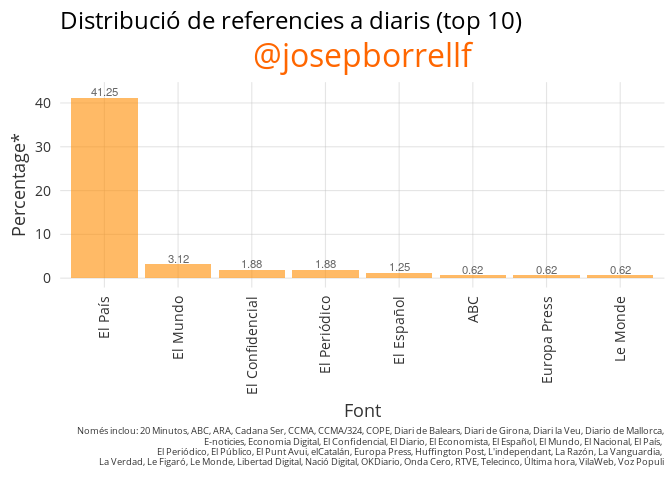 Distribució de referencies a diaris (top 10)
@josepborrellf
Percentage*
40
30
20
10
0
41.25
3.12
1.88
1.88
1.25
0.62
0.62
0.62
El País
El Mundo
El Confidencial
El Periódico
El Español
ABC
Europa Press
Le Monde
Font
Només inclou: 20 Minutos, ABC, ARA, Cadana Ser, CCMA, CCMA/324, COPE, Diari de Balears, Diari de Girona, Diari la Veu, Diario de Mallorca,
E-noticies, Economia Digital, El Confidencial, El Diario, El Economista, El Español, El Mundo, El Nacional, El País,
El Periódico, El Público, El Punt Avui, elCatalán, Europa Press, Huffington Post, L'independant, La Razón, La Vanguardia,
La Verdad, Le Figaró, Le Monde, Libertad Digital, Nació Digital, OKDiario, Onda Cero, RTVE, Telecinco, Última hora, VilaWeb, Voz Populi